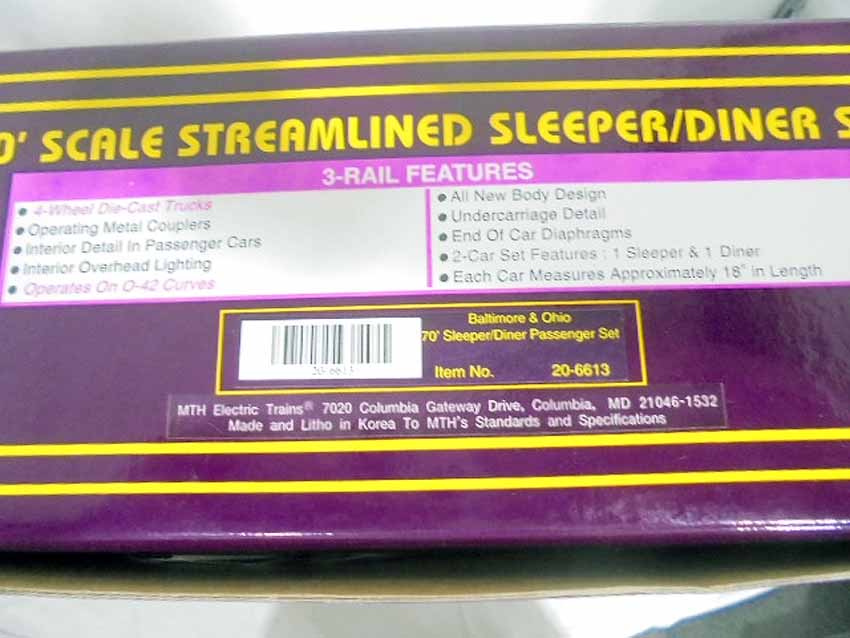 0' SCALE STREAMLINED SLEEPER/DINER S
3-RAIL FEATURES
• 4-Wheel Die-Cast Trucks
• Operating Metal Couplers
• Interior Detail In Passenger Cars
• Interior Overhead Lighting
• Operates On O-42 Curves
• All New Body Design
• Undercarriage Detail
• End Of Car Diaphragms
• 2-Car Set Features : 1 Sleeper & 1 Diner
• Each Car Measures Approximately 18" in Length
20-6613
Baltimore & Ohio
70' Sleeper/Diner Passenger Set
Item No. 20-6613
MTH Electric Trains® 7020 Columbia Gateway Drive, Columbia, MD 21046-1532
Made and Litho in Korea To MTH's Standards and Specifications